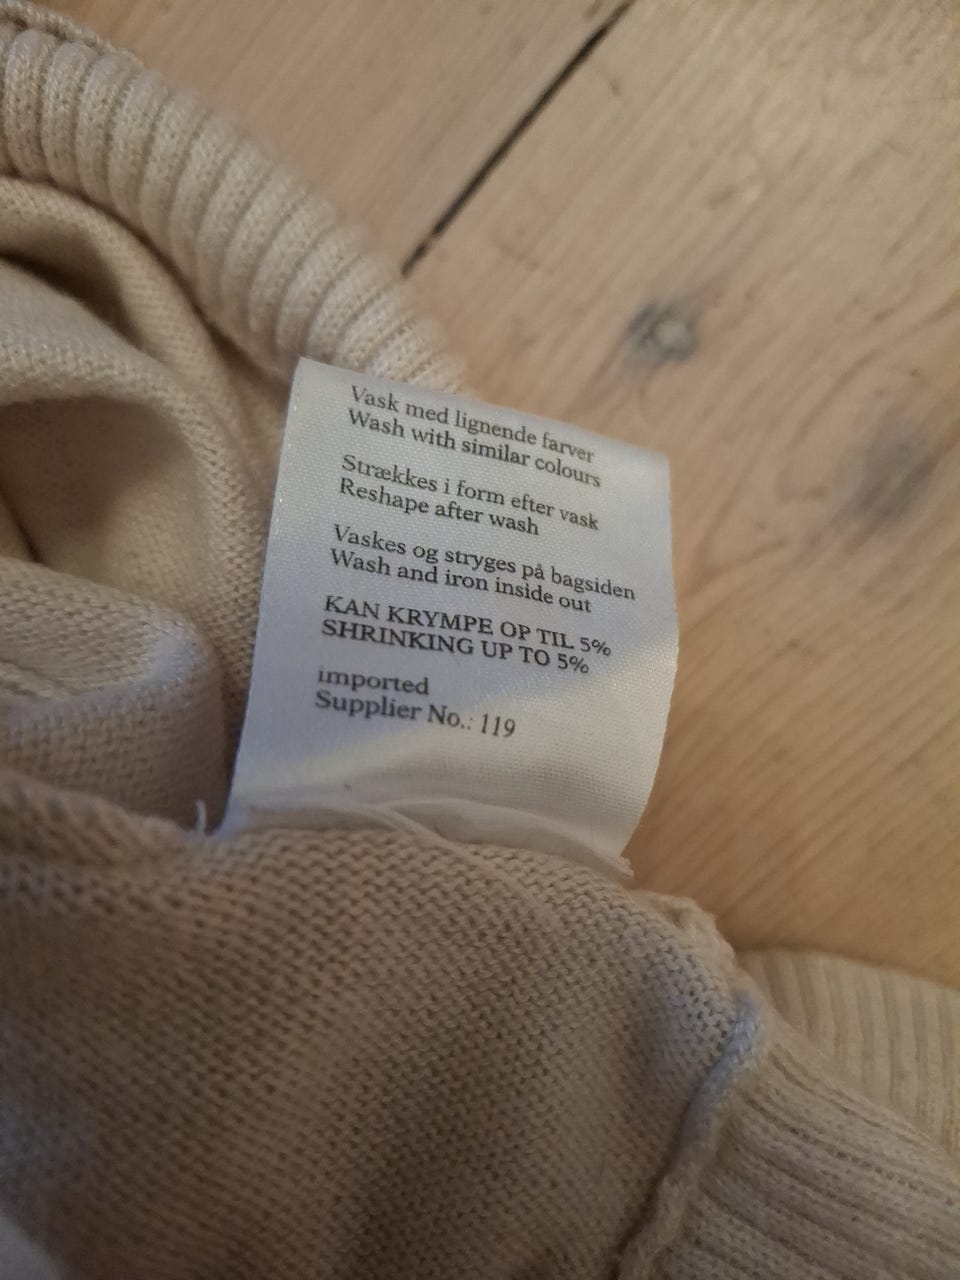 Vask med lignende farver
Wash with similar colours
Strækkes i form efter vask
Reshape after wash
Vaskes og stryges på bagsiden
Wash and iron inside out
KAN KRYMPE OP TIL 5%
SHRINKING UP TO 5%
imported
Supplier No.: 119